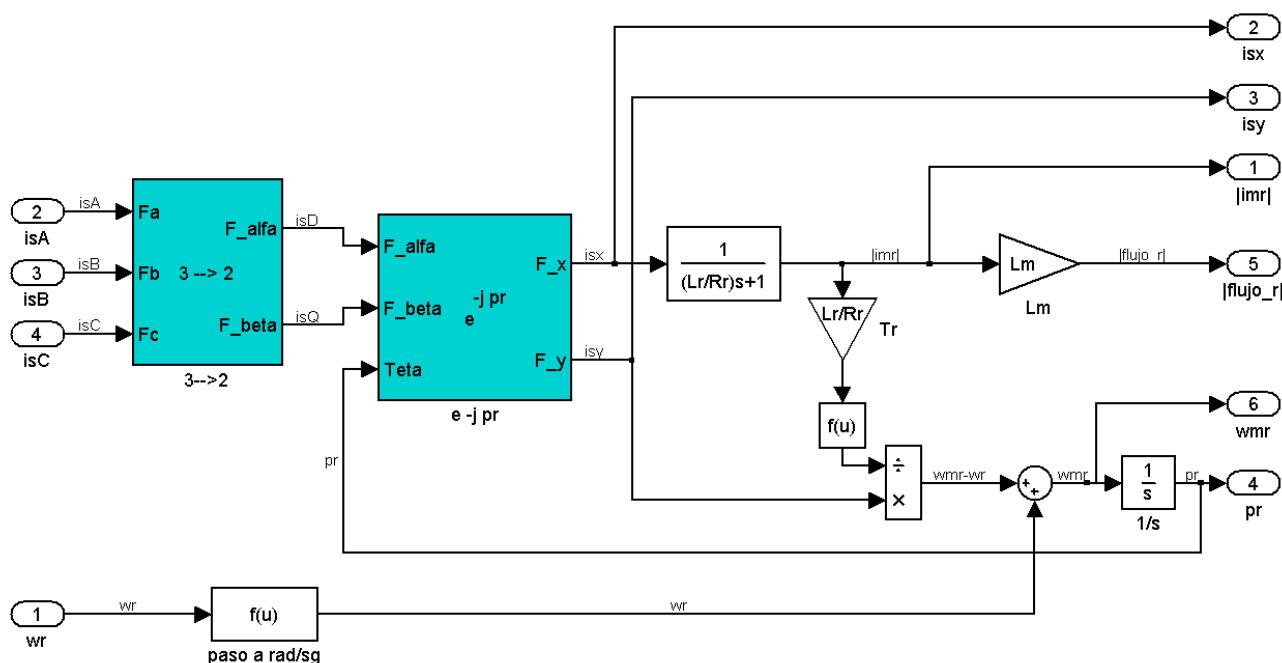 2
isx
3
isy
1
|imr|
2
isA
isA
3
isB
isB
4
isC
isC
Fa
Fb
Fc
3 --> 2
F_alfa
F_beta
3-->2
isD
isQ
F_alfa
F_beta
Teta
-j pr
e
F_x
F_y
e -j pr
isx
isy
1
(Lr/Rr)s+1
|imr|
Lm
Lm
|flujo_r|
5
|flujo_r|
Lr/Rr
Tr
f(u)
÷
×
wmr-wr
+
+
wmr
6
wmr
1
s
1/s
pr
4
pr
pr
1
wr
wr
f(u)
paso a rad/sg
wr